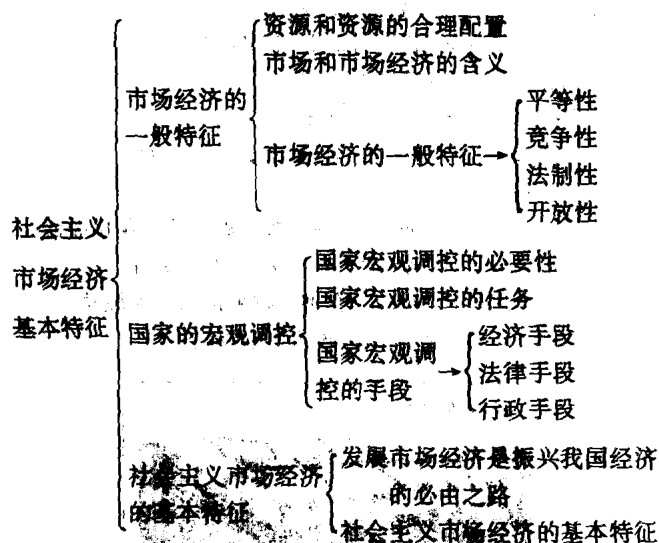 社会主义
市场经济
基本特征
市场经济的
一般特征
资源和资源的合理配置
市场和市场经济的含义
市场经济的一般特征→
平等性
竞争性
法制性
开放性
国家的宏观调控
国家宏观调控的必要性
国家宏观调控的任务
国家宏观调
控的手段→
经济手段
法律手段
行政手段
社会主义市场经济
的基本特征
发展市场经济是振兴我国经济
的必由之路
社会主义市场经济的基本特征